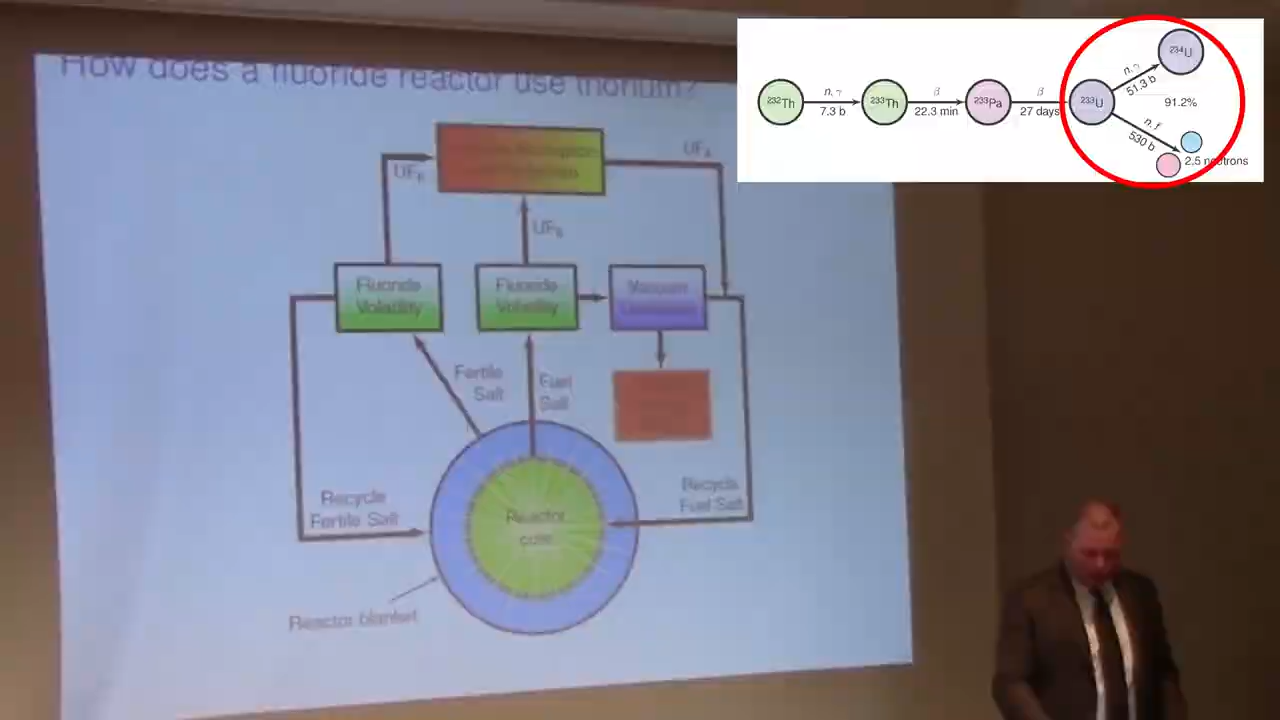 How does a fluoride reactor use thorium?
²³²Th
n, γ
7.3 b
²³³Th
β
22.3 min
²³³Pa
β
27 days
²³³U
n, γ
51.3 b
²³⁴U
91.2%
n, f
530 b
2.5 neutrons
UF₆
UF₆
UF₆
Fluoride
Volatility
Fluoride
Volatility
Fertile
Salt
Fuel
Salt
Recycle
Fertile Salt
Recycle
Fuel Salt
Reactor
core
Reactor blanket